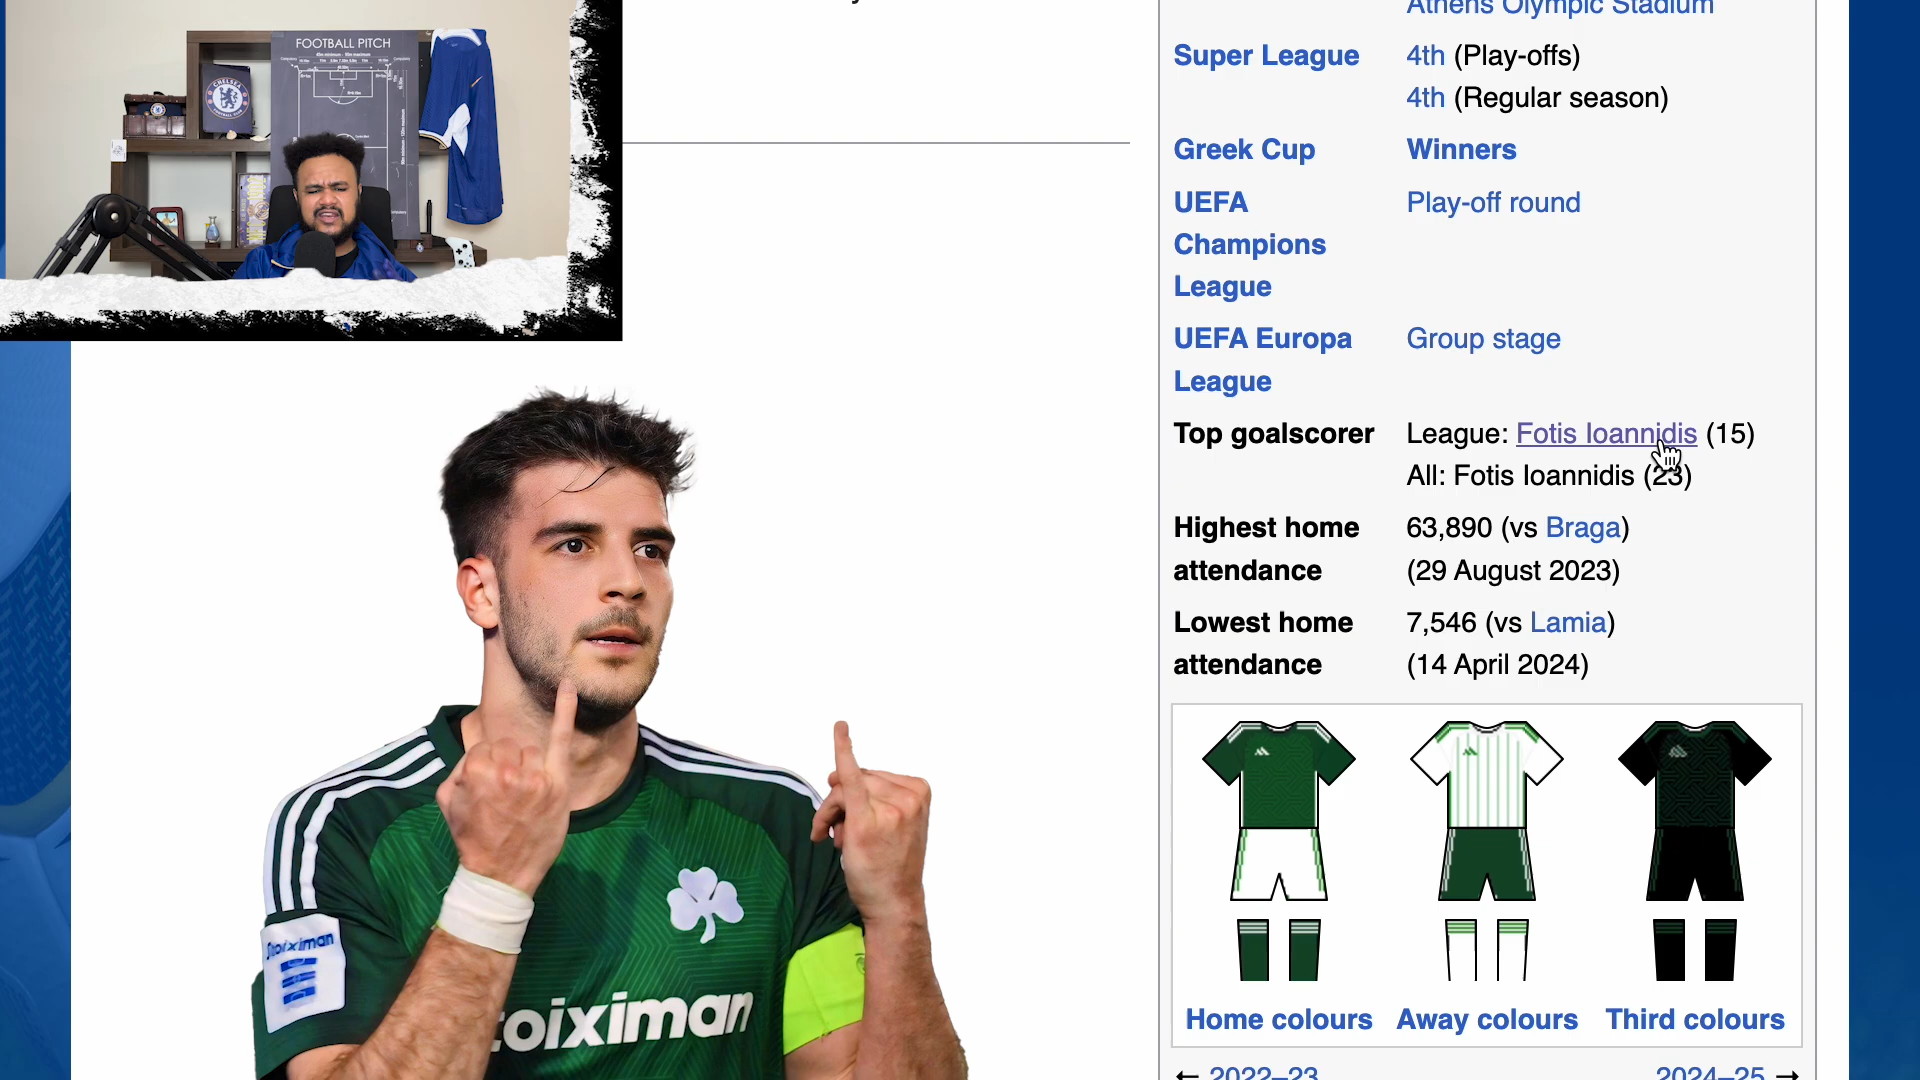 FOOTBALL PITCH
CHELSEA
Athens Olympic Stadium
Super League 4th (Play-offs)
4th (Regular season)
Greek Cup Winners
UEFA Champions League Play-off round
UEFA Europa League Group stage
Top goalscorer League: Fotis Ioannidis (15)
All: Fotis Ioannidis (23)
Highest home attendance 63,890 (vs Braga)
(29 August 2023)
Lowest home attendance 7,546 (vs Lamia)
(14 April 2024)
Home colours Away colours Third colours
← 2022–23 2024–25 →
Stoiximan
toiximan